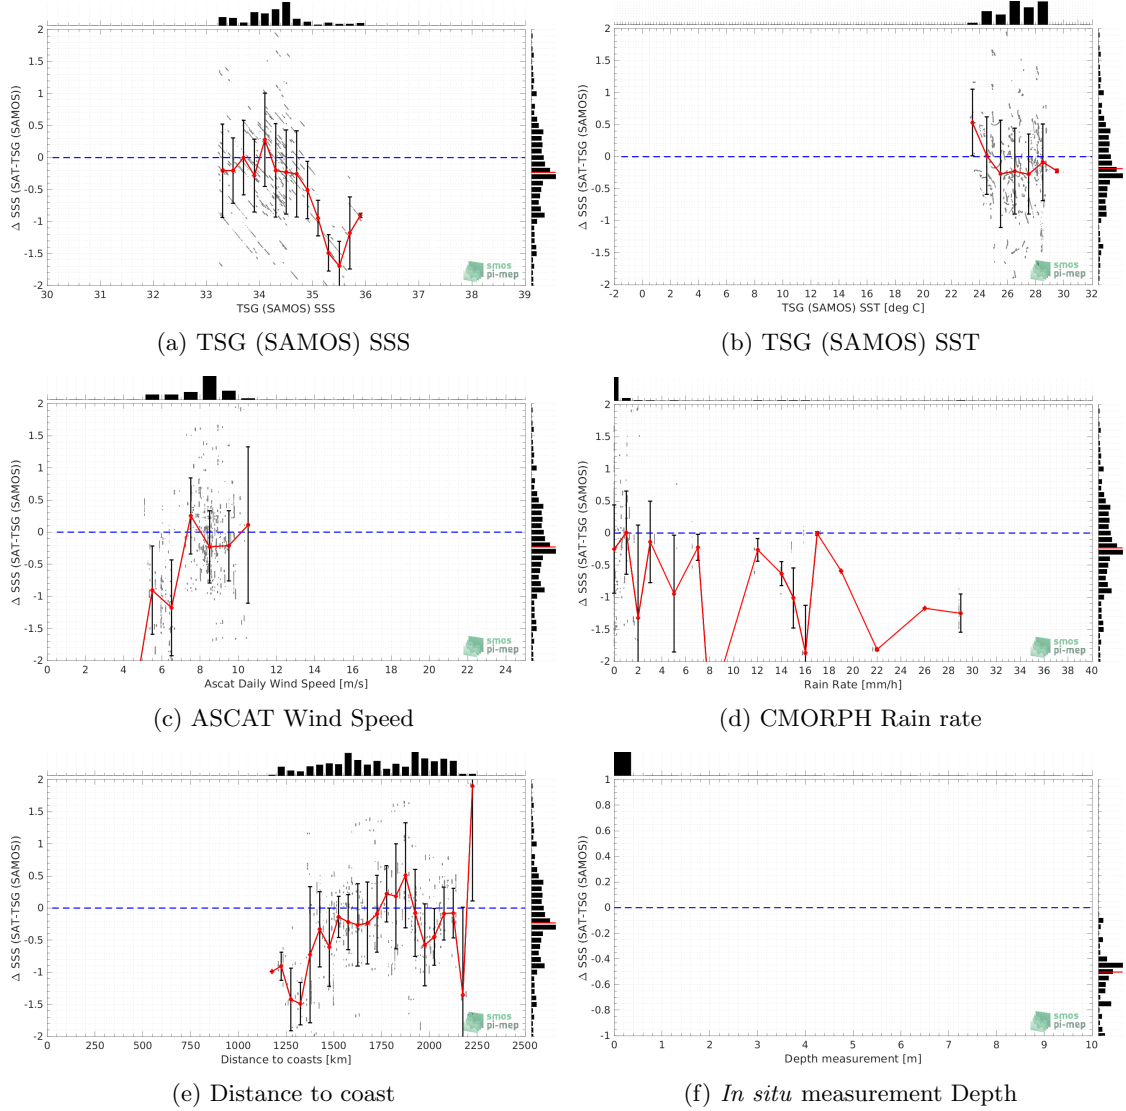 2
1.5
1
0.5
0
-0.5
-1
-1.5
-2
Δ SSS (SAT-TSG (SAMOS))
30 31 32 33 34 35 36 37 38 39
TSG (SAMOS) SSS
smos
pi-mep
(a) TSG (SAMOS) SSS
2
1.5
1
0.5
0
-0.5
-1
-1.5
-2
Δ SSS (SAT-TSG (SAMOS))
-2 0 2 4 6 8 10 12 14 16 18 20 22 24 26 28 30 32
TSG (SAMOS) SST [deg C]
smos
pi-mep
(b) TSG (SAMOS) SST
2
1.5
1
0.5
0
-0.5
-1
-1.5
-2
Δ SSS (SAT-TSG (SAMOS))
0 2 4 6 8 10 12 14 16 18 20 22 24
Ascat Daily Wind Speed [m/s]
smos
pi-mep
(c) ASCAT Wind Speed
2
1.5
1
0.5
0
-0.5
-1
-1.5
-2
Δ SSS (SAT-TSG (SAMOS))
0 2 4 6 8 10 12 14 16 18 20 22 24 26 28 30 32 34 36 38 40
Rain Rate [mm/h]
smos
pi-mep
(d) CMORPH Rain rate
2
1.5
1
0.5
0
-0.5
-1
-1.5
-2
Δ SSS (SAT-TSG (SAMOS))
0 250 500 750 1000 1250 1500 1750 2000 2250 2500
Distance to coasts [km]
smos
pi-mep
(e) Distance to coast
1
0.8
0.6
0.4
0.2
0
-0.2
-0.4
-0.6
-0.8
-1
Δ SSS (SAT-TSG (SAMOS))
0 1 2 3 4 5 6 7 8 9 10
Depth measurement [m]
smos
pi-mep
(f) In situ measurement Depth